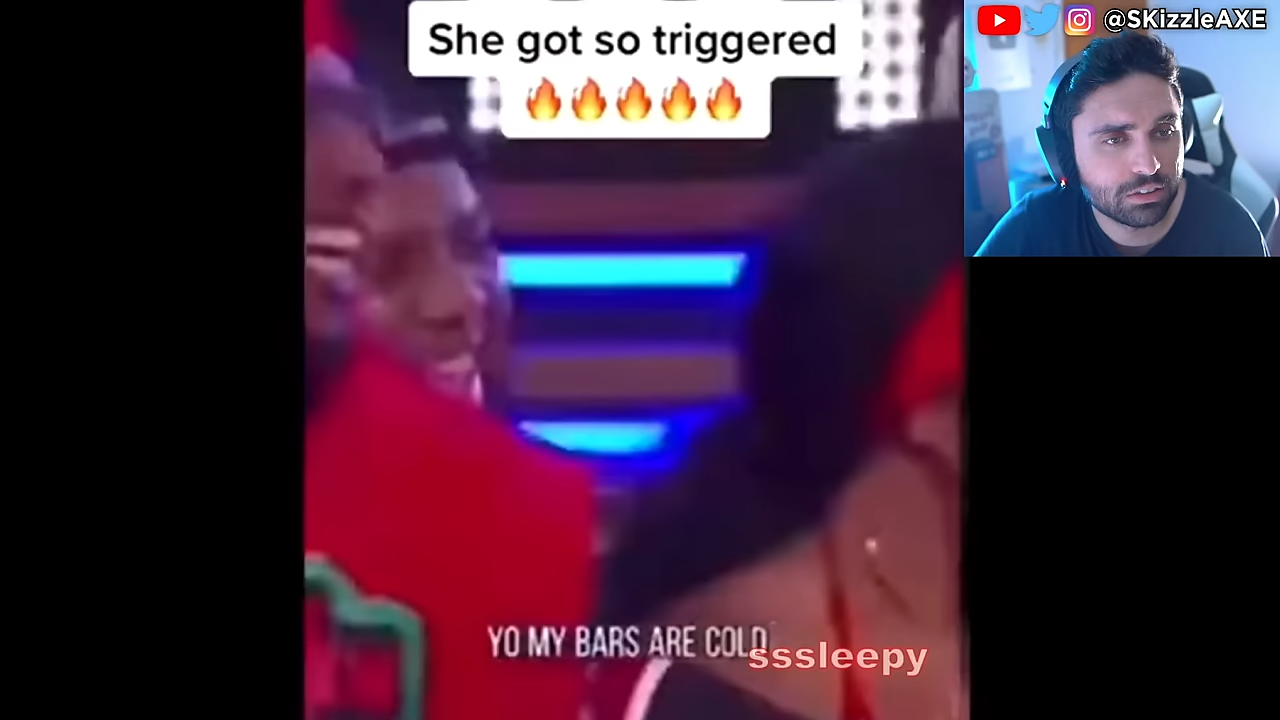 She got so triggered
🔥🔥🔥🔥🔥
@SKizzleAXE
YO MY BARS ARE COLD
sssleepy